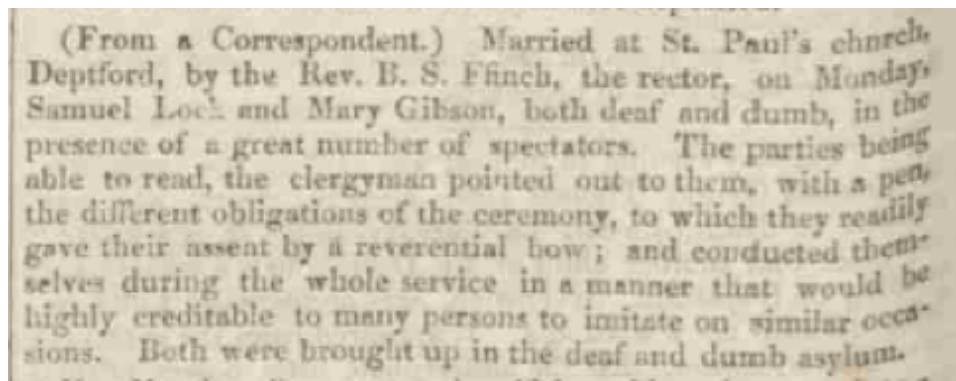 (From a Correspondent.) Married at St. Paul's church,
Deptford, by the Rev. B. S. Ffinch, the rector, on Monday,
Samuel Lock and Mary Gibson, both deaf and dumb, in the
presence of a great number of spectators. The parties being
able to read, the clergyman pointed out to them, with a pen,
the different obligations of the ceremony, to which they readily
gave their assent by a reverential bow; and conducted them-
selves during the whole service in a manner that would be
highly creditable to many persons to imitate on similar occa-
sions. Both were brought up in the deaf and dumb asylum.